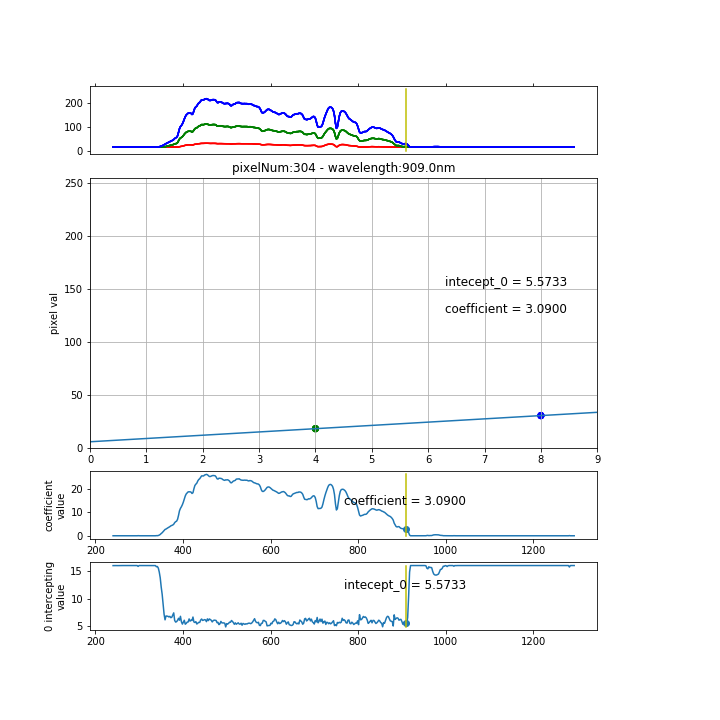 200
100
0
pixelNum:304 - wavelength:909.0nm
250
200
150
100
50
0
pixel val
intecept_0 = 5.5733
coefficient = 3.0900
0 1 2 3 4 5 6 7 8 9
20
10
0
coefficient
value
coefficient = 3.0900
200 400 600 800 1000 1200
15
10
5
0 intercepting
value
intecept_0 = 5.5733
200 400 600 800 1000 1200